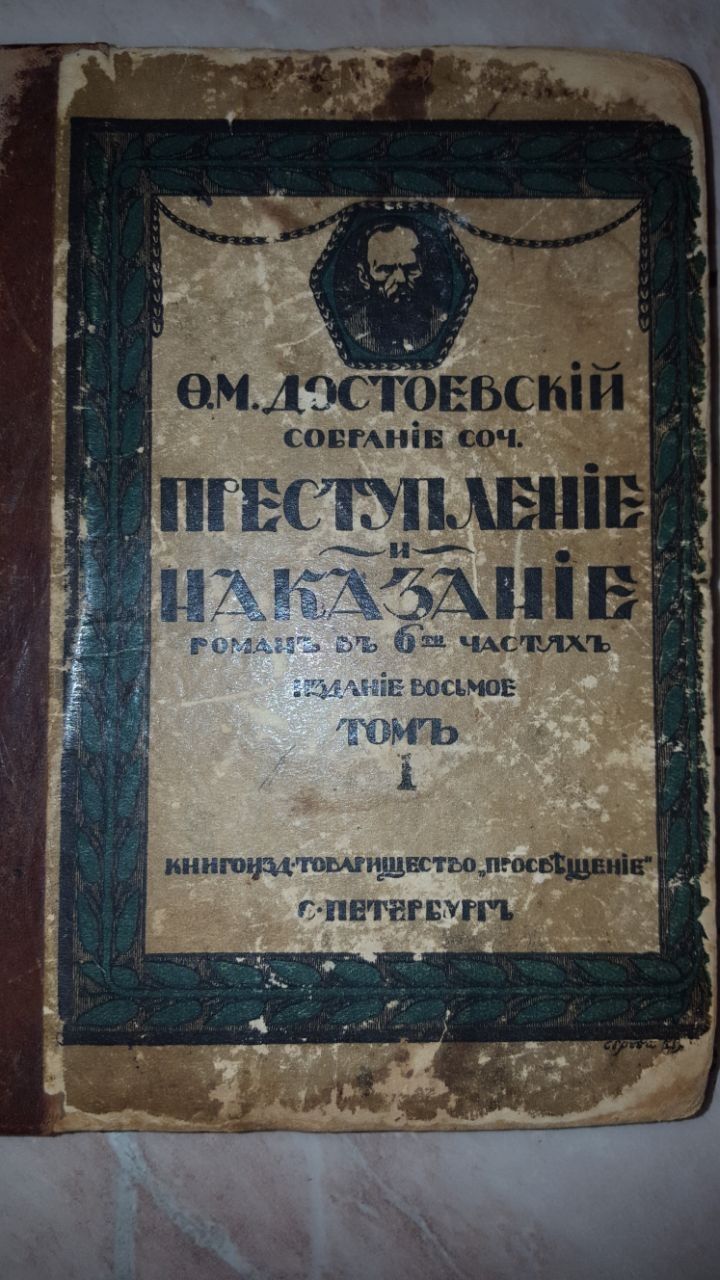 Ѳ.М.ДОСТОЕВСКІЙ
СОБРАНІЕ СОЧ.
ПРЕСТУПЛЕНІЕ
И
НАКАЗАНІЕ
РОМАНЪ ВЪ 6ТИ ЧАСТЯХЪ
ИЗДАНІЕ ВОСЬМОЕ
ТОМЪ
I
КНИГОИЗД·ТОВАРИЩЕСТВО „ПРОСВѢЩЕНІЕ"
С·ПЕТЕРБУРГЪ